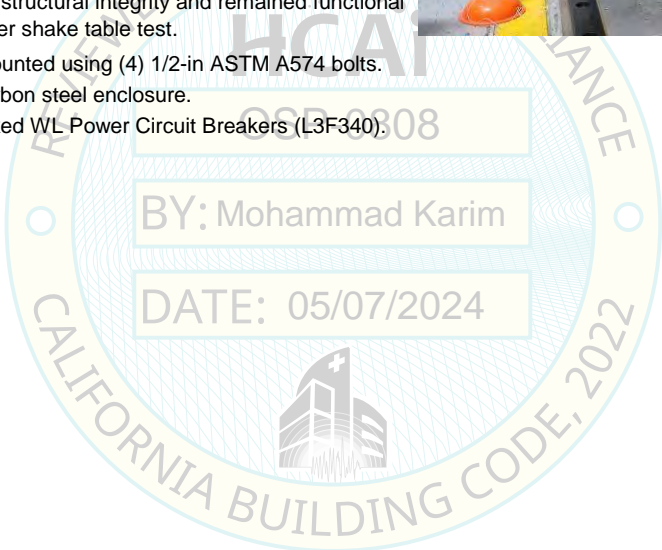 structural integrity and remained functional
er shake table test.
ounted using (4) 1/2-in ASTM A574 bolts.
bon steel enclosure.
ed WL Power Circuit Breakers (L3F340).
HCAi
OSP-0808
BY: Mohammad Karim
DATE: 05/07/2024
CALIFORNIA BUILDING CODE, 2022